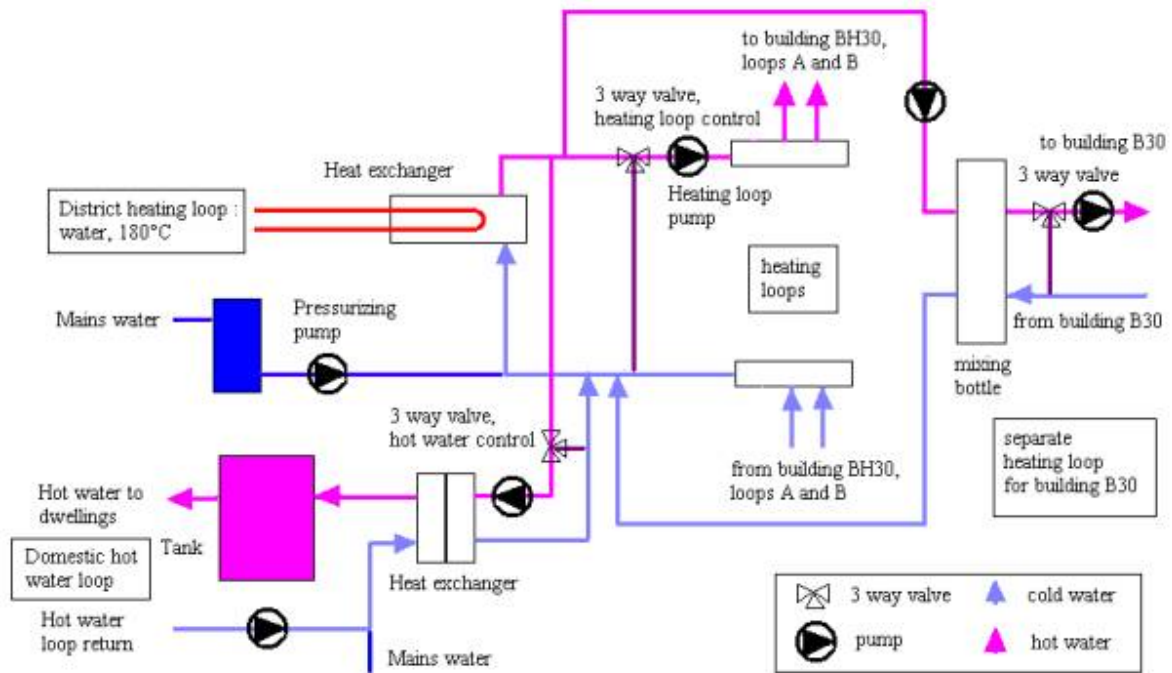 to building BH30,
loops A and B
3 way valve,
heating loop control
to building B30
3 way valve
Heat exchanger
Heating loop
pump
District heating loop :
water, 180°C
heating
loops
Mains water
Pressurizing
pump
from building B30
mixing
bottle
3 way valve,
hot water control
from building BH30,
loops A and B
separate
heating loop
for building B30
Hot water to
dwellings
Tank
Domestic hot
water loop
Heat exchanger
Hot water
loop return
Mains water
3 way valve
cold water
pump
hot water